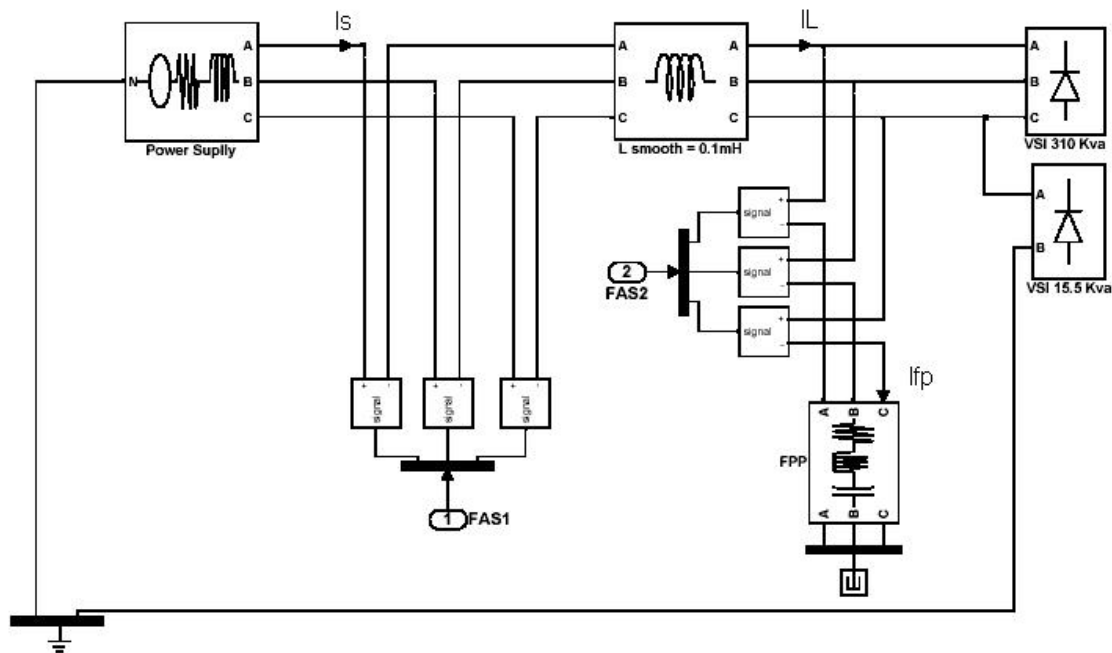 Is
IL
A
B
C
N
A
B
C
A
B
C
A
B
C
Power Suplly
L smooth = 0.1mH
VSI 310 Kva
+
signal
-
A
B
VSI 15.5 Kva
+
signal
-
2
FAS2
+
signal
-
Ifp
+ -
signal
+ -
signal
+ -
signal
A B C
FPP
A B C
1 FAS1